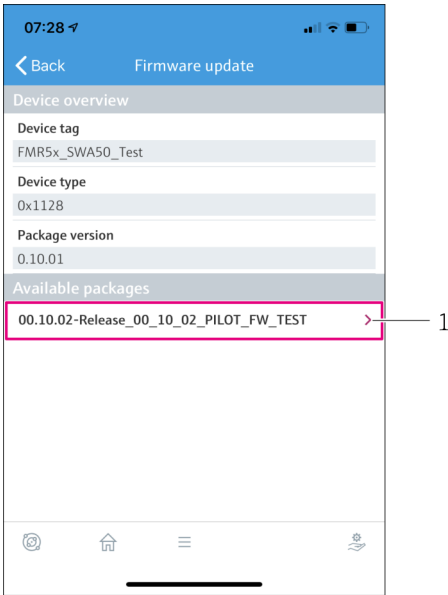 07:28
Back Firmware update
Device overview
Device tag
FMR5x_SWA50_Test
Device type
0x1128
Package version
0.10.01
Available packages
00.10.02-Release_00_10_02_PILOT_FW_TEST
1